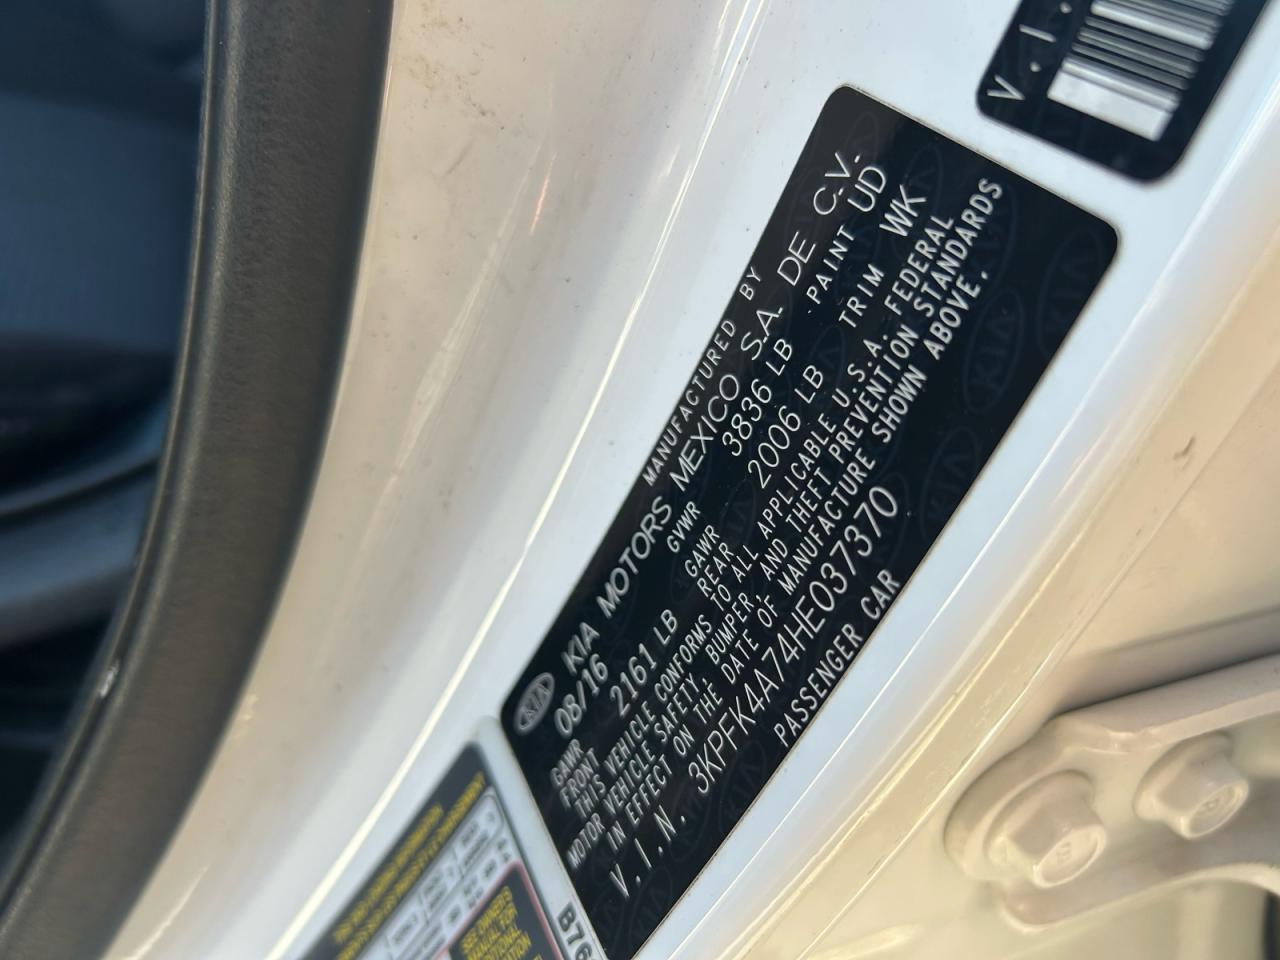 V.I.
KIA
MANUFACTURED BY
KIA MOTORS MEXICO S.A. DE C.V.
08/16 GVWR 3836 LB PAINT UD
GAWR FRONT 2161 LB GAWR REAR 2006 LB TRIM WK
THIS VEHICLE CONFORMS TO ALL APPLICABLE U.S.A. FEDERAL
MOTOR VEHICLE SAFETY, BUMPER, AND THEFT PREVENTION STANDARDS
IN EFFECT ON THE DATE OF MANUFACTURE SHOWN ABOVE.
V.I.N. 3KPFK4A74HE037370
PASSENGER CAR
B76